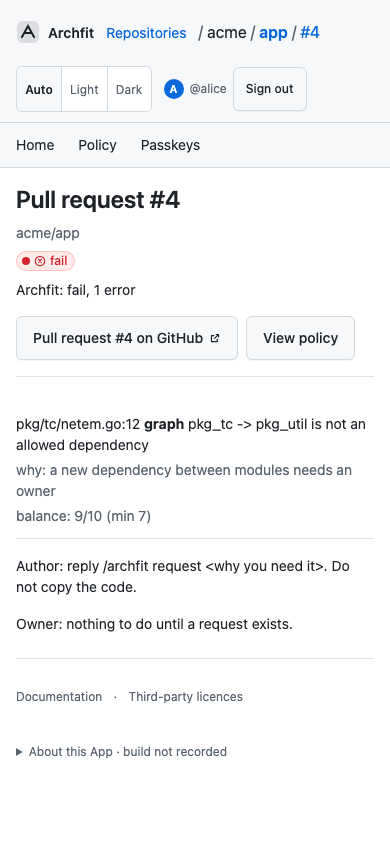 Archfit Repositories / acme / app / #4
Auto Light Dark A @alice Sign out
Home Policy Paskeys
Pull request #4
acme/app
fail
Archfit: fail, 1 error
Pull request #4 on GitHub View policy
pkg/tc/netem.go:12 graph pkg_tc -> pkg_util is not an
allowed dependency
why: a new dependency between modules needs an
owner
balance: 9/10 (min 7)
Author: reply /archfit request <why you need it>. Do
not copy the code.
Owner: nothing to do until a request exists.
Documentation · Third-party licences
About this App · build not recorded